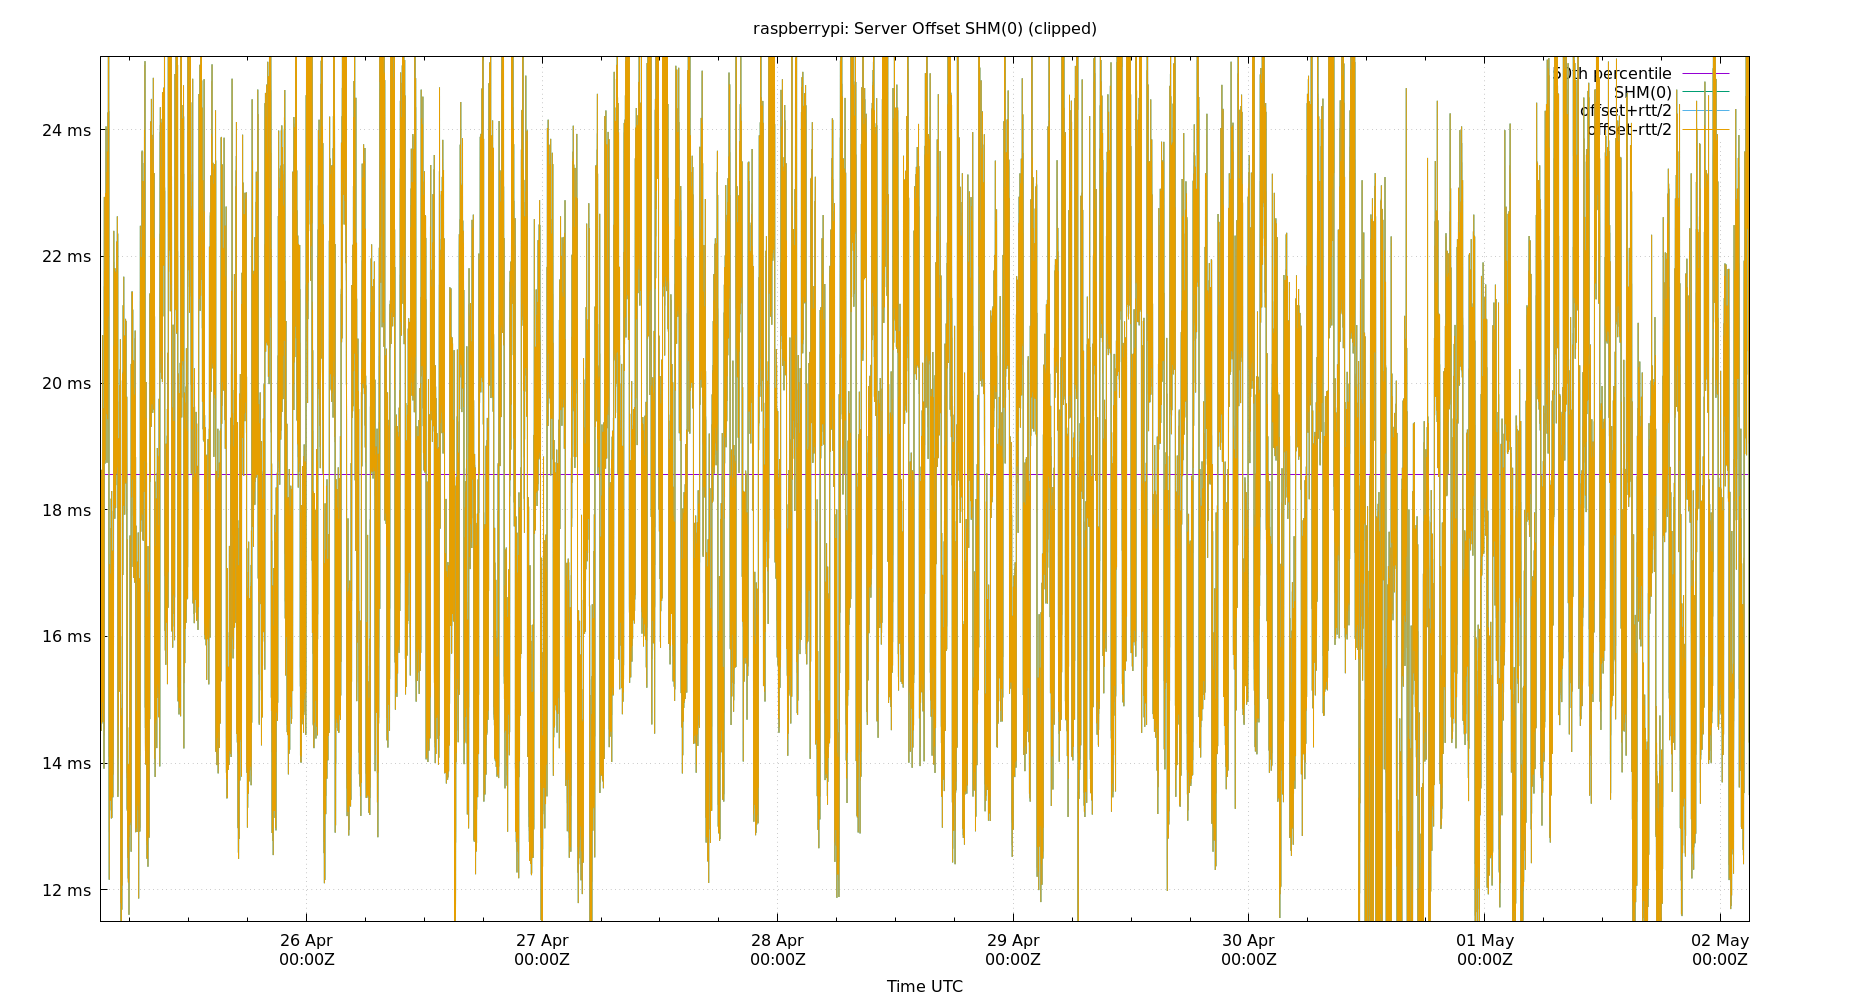 raspberrypi: Server Offset SHM(0) (clipped)
50th percentile
SHM(0)
offset+rtt/2
offset-rtt/2
24 ms
22 ms
20 ms
18 ms
16 ms
14 ms
12 ms
26 Apr 27 Apr 28 Apr 29 Apr 30 Apr 01 May 02 May
00:00Z 00:00Z 00:00Z 00:00Z 00:00Z 00:00Z 00:00Z
Time UTC